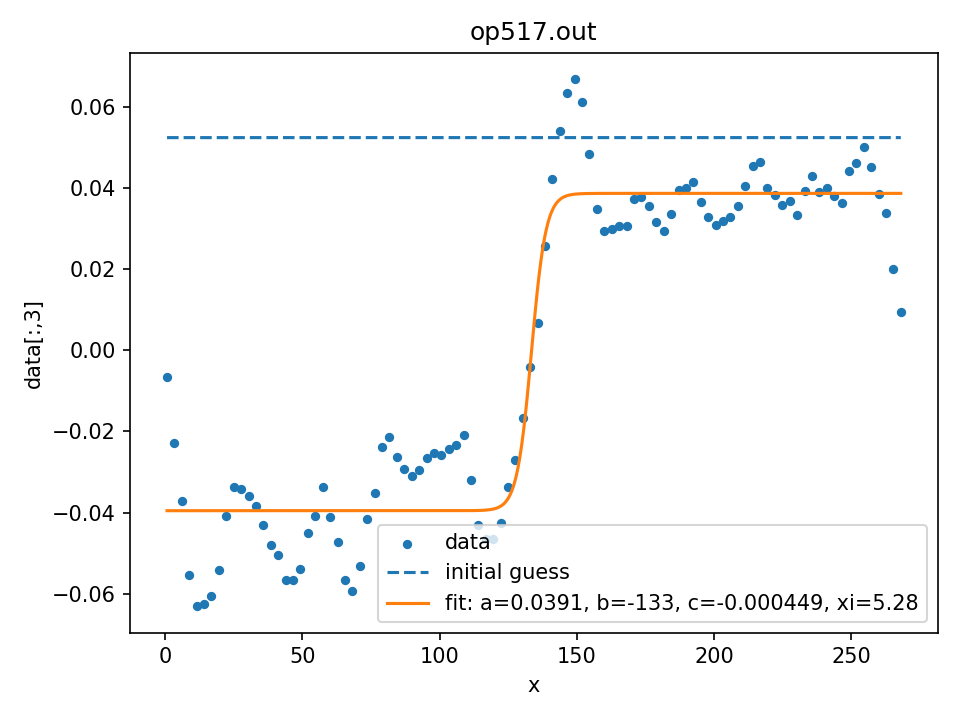 op517.out
0.06
0.04
0.02
0.00
−0.02
−0.04
−0.06
data[:,3]
data
initial guess
fit: a=0.0391, b=-133, c=-0.000449, xi=5.28
0 50 100 150 200 250
x